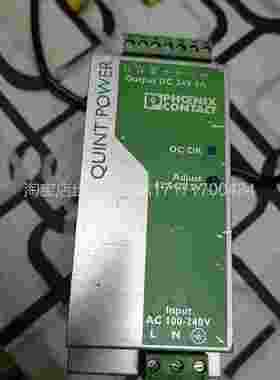 Output DC 24V 5A
QUINT POWER
PHOENIX
CONTACT
DC OK
Adjust
Input
AC 100-240V
L N